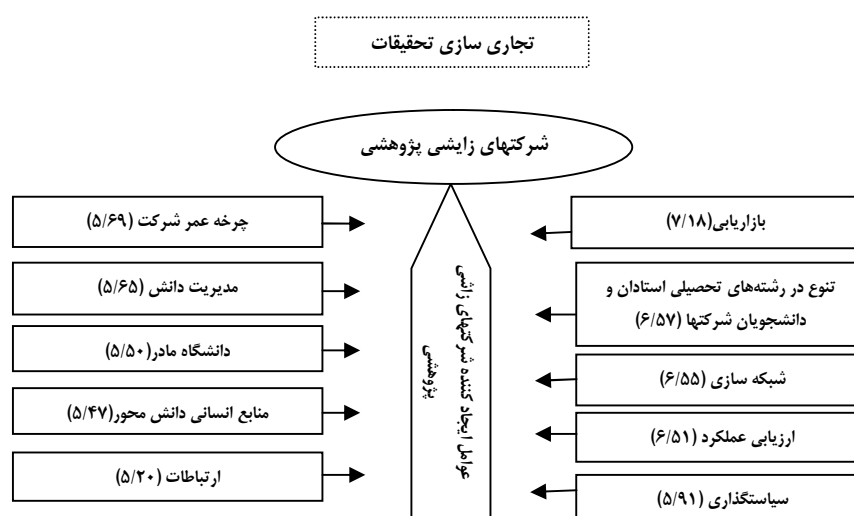 تجاری سازی تحقیقات
شرکتهای زایشی پژوهشی
بازاریابی(۷/۱۸)
تنوع در رشته‌های تحصیلی استادان و
دانشجویان شرکتها (۶/۵۷)
شبکه سازی (۶/۵۵)
ارزیابی عملکرد (۶/۵۱)
سیاستگذاری (۵/۹۱)
عوامل ایجاد کننده شرکتهای زاشی
پژوهشی
چرخه عمر شرکت (۵/۶۹)
مدیریت دانش (۵/۶۵)
دانشگاه مادر(۵/۵۰)
منابع انسانی دانش محور(۵/۴۷)
ارتباطات (۵/۲۰)